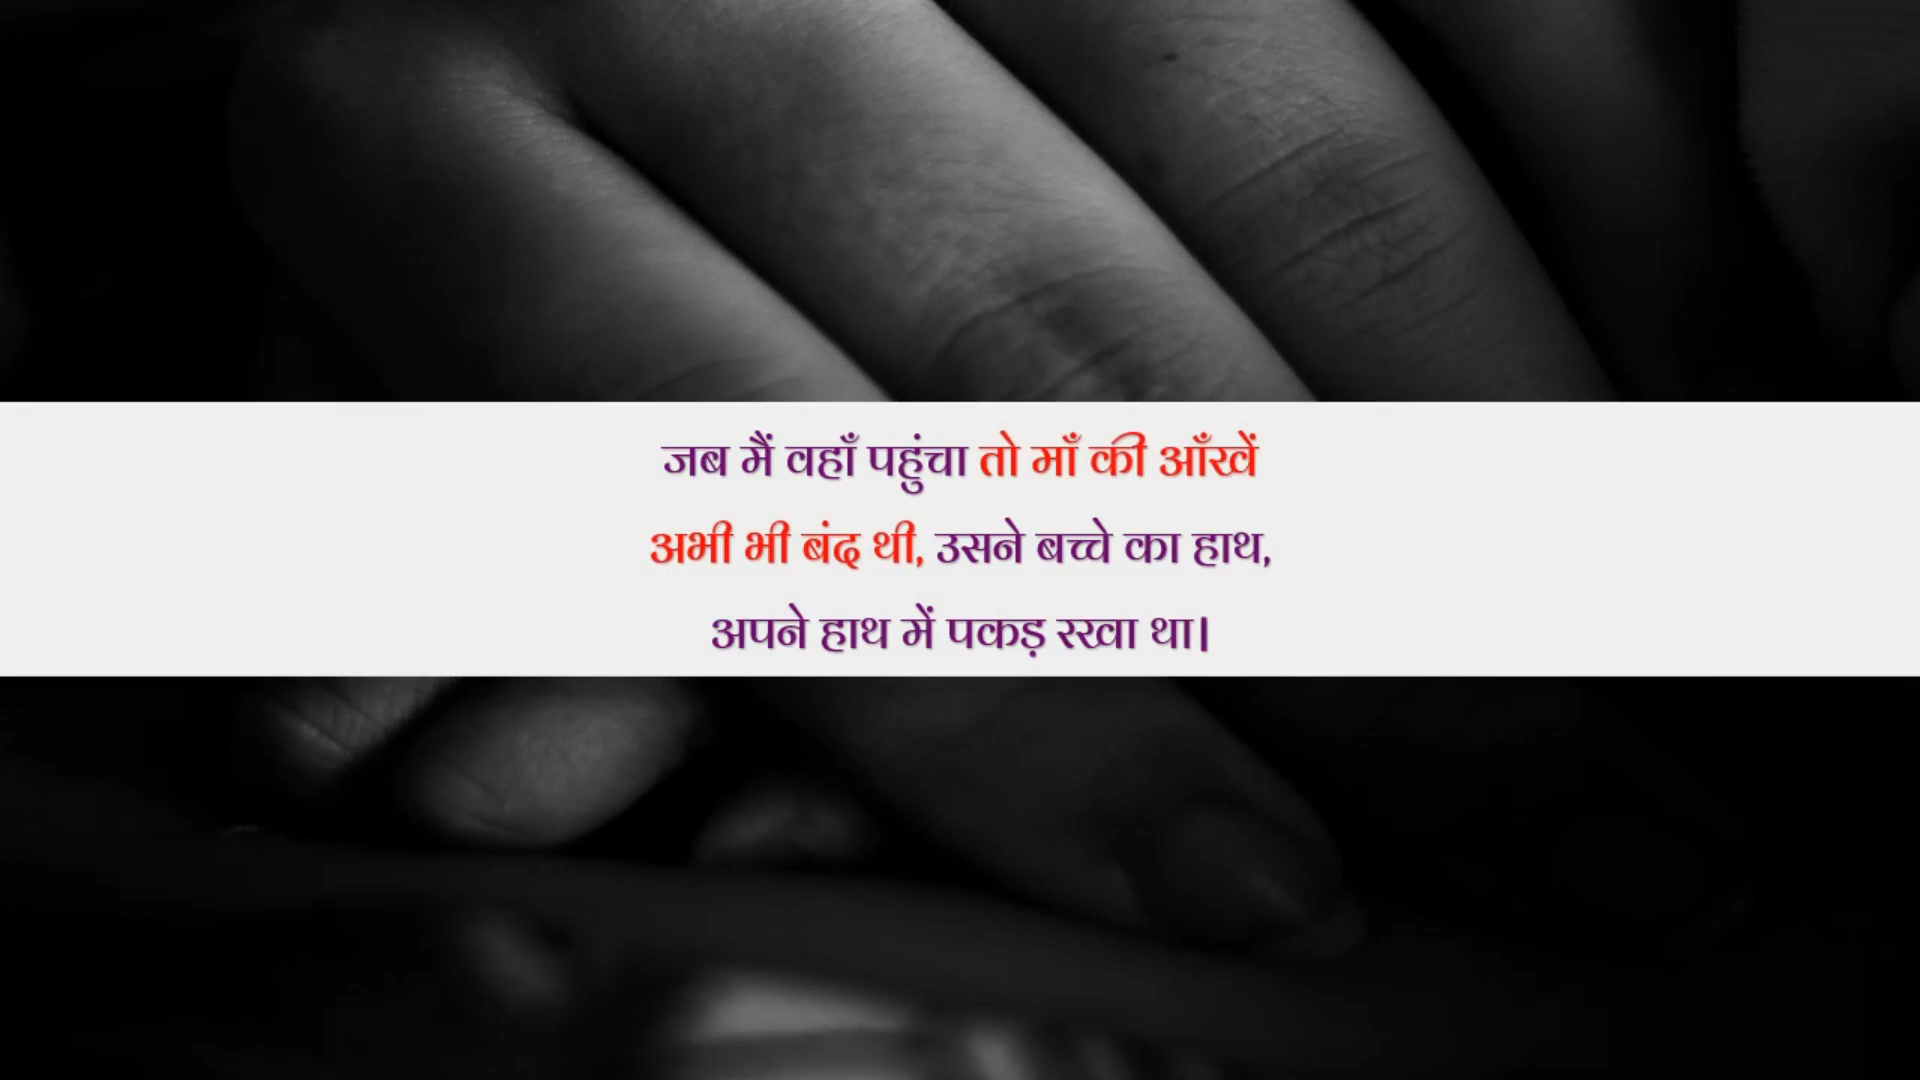 जब मैं वहाँ पहुंचा तो माँ की आँखें
अभी भी बंद थी, उसने बच्चे का हाथ,
अपने हाथ में पकड़ रखा था।